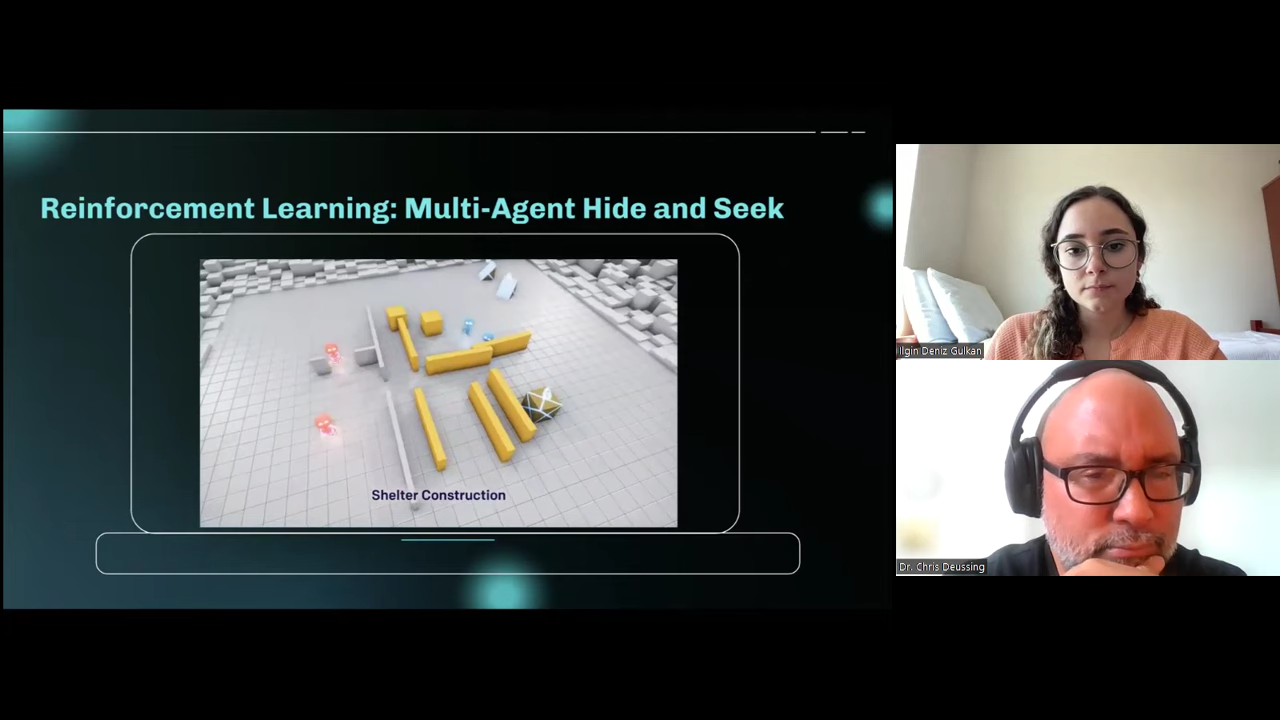 Reinforcement Learning: Multi-Agent Hide and Seek
Shelter Construction
Ilgin Deniz Gulkan
Dr. Chris Deussing